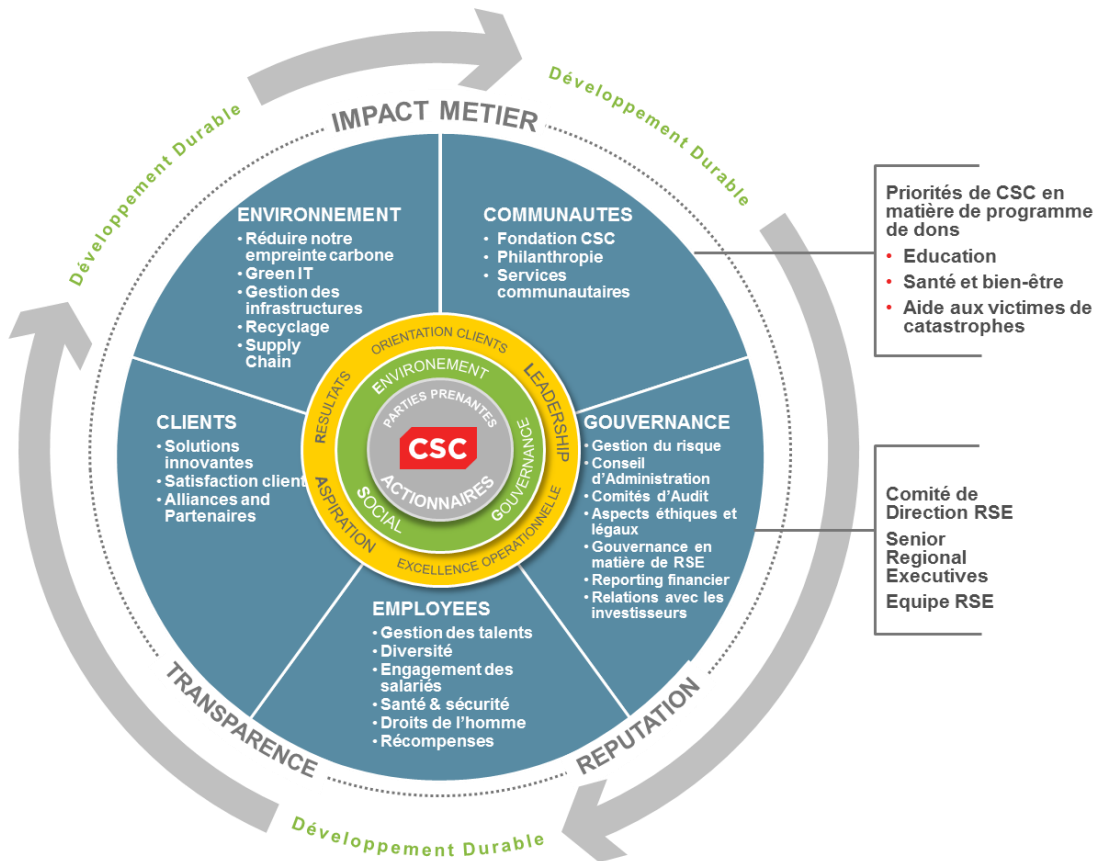 Développement Durable
Développement Durable
IMPACT METIER
ENVIRONNEMENT
• Réduire notre
empreinte carbone
• Green IT
• Gestion des
infrastructures
• Recyclage
• Supply
Chain
COMMUNAUTES
• Fondation CSC
• Philanthropie
• Services
communautaires
Priorités de CSC en
matière de programme
de dons
• Education
• Santé et bien-être
• Aide aux victimes de
catastrophes
ORIENTATION CLIENTS
LEADERSHIP
RESULTATS
ENVIRONEMENT
PARTIES PRENANTES
CSC
ACTIONNAIRES
GOUVERNANCE
SOCIAL
ASPIRATION
EXCELLENCE OPERATIONNELLE
CLIENTS
• Solutions
innovantes
• Satisfaction client
• Alliances and
Partenaires
GOUVERNANCE
• Gestion du risque
• Conseil
d’Administration
• Comités d’Audit
• Aspects éthiques et
légaux
• Gouvernance en
matière de RSE
• Reporting financier
• Relations avec les
investisseurs
Comité de
Direction RSE
Senior
Regional
Executives
Equipe RSE
EMPLOYEES
• Gestion des talents
• Diversité
• Engagement des
salariés
• Santé & sécurité
• Droits de l’homme
• Récompenses
TRANSPARENCE
REPUTATION
Développement Durable